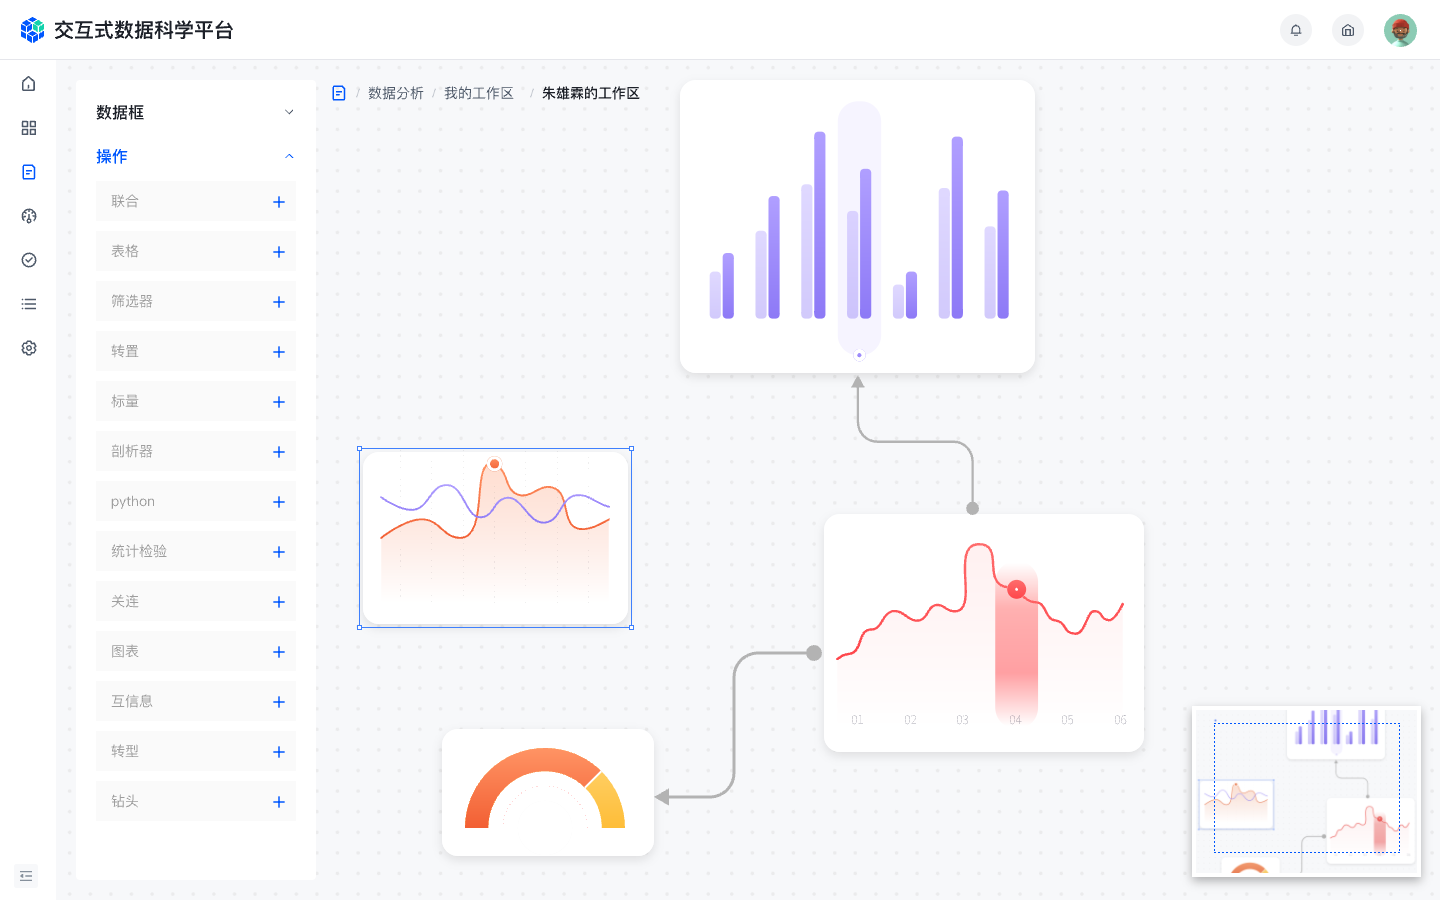 交互式数据科学平台
数据框
/ 数据分析 / 我的工作区 / 朱雄霖的工作区
操作
联合
表格
筛选器
转置
标量
剖析器
python
统计检验
关连
图表
互信息
转型
钻头
01 02 03 04 05 06